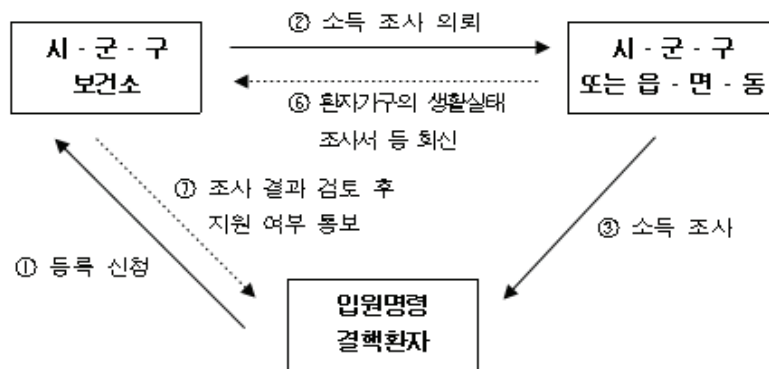 ② 소득 조사 의뢰
시 - 군 - 구
보건소
시 - 군 - 구
또는 읍 - 면 - 동
⑥ 환자가구의 생활실태
조사서 등 회신
⑦ 조사 결과 검토 후
지원 여부 통보
③ 소득 조사
① 등록 신청
입원명령
결핵환자